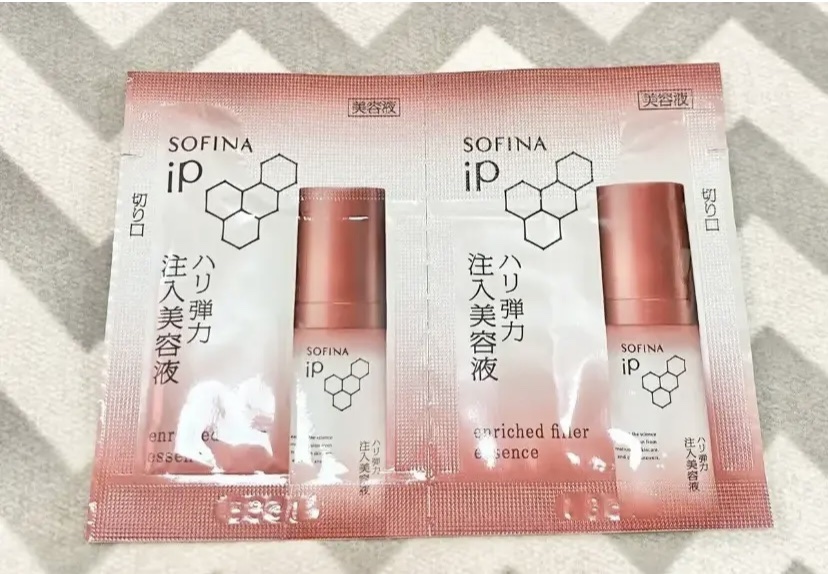 美容液
SOFINA
iP
切り口
ハリ弾力
注入美容液
SOFINA
iP
ハリ弾力
注入美容液
美容液
SOFINA
iP
切り口
ハリ弾力
注入美容液
enriched filler
essence
SOFINA
iP
ハリ弾力
注入美容液